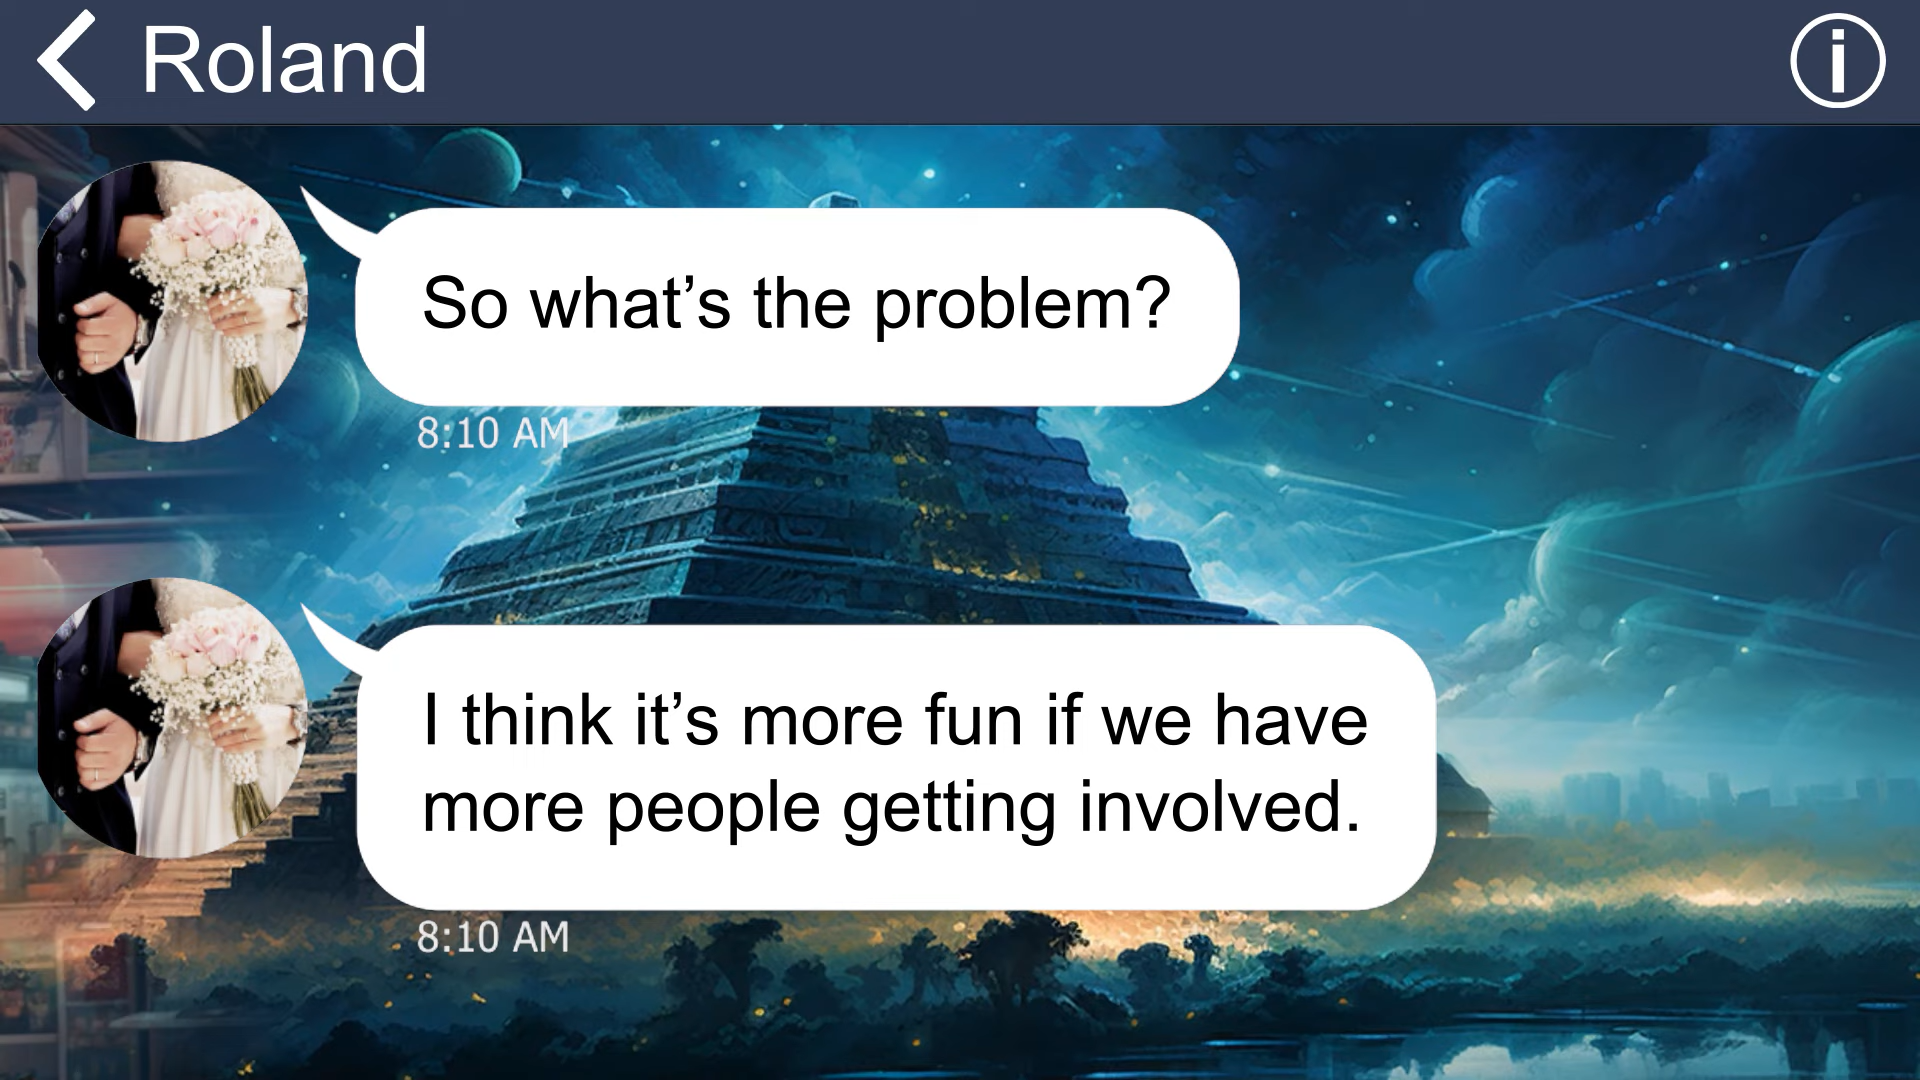 Roland
So what’s the problem?
8:10 AM
I think it’s more fun if we have
more people getting involved.
8:10 AM